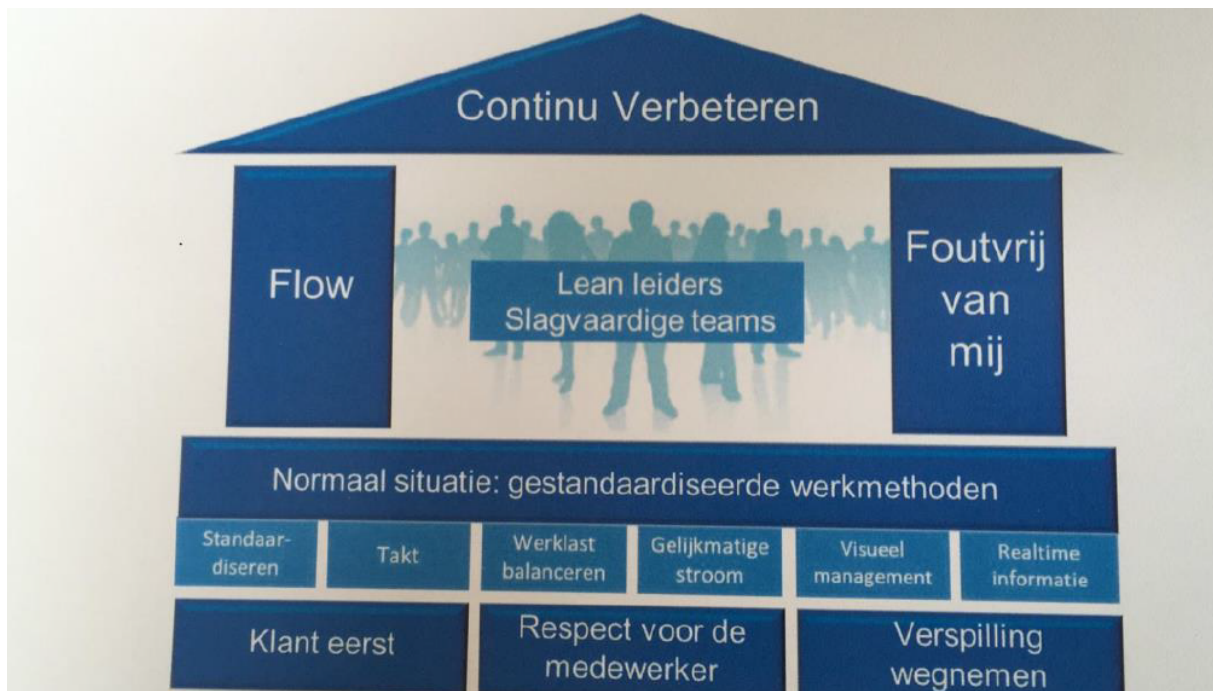 Continu Verbeteren
Flow
Lean leiders
Slagvaardige teams
Foutvrij
van
mij
Normaal situatie: gestandaardiseerde werkmethoden
Standaar-
diseren
Takt
Werklast
balanceren
Gelijkmatige
stroom
Visueel
management
Realtime
informatie
Klant eerst
Respect voor de
medewerker
Verspilling
wegnemen